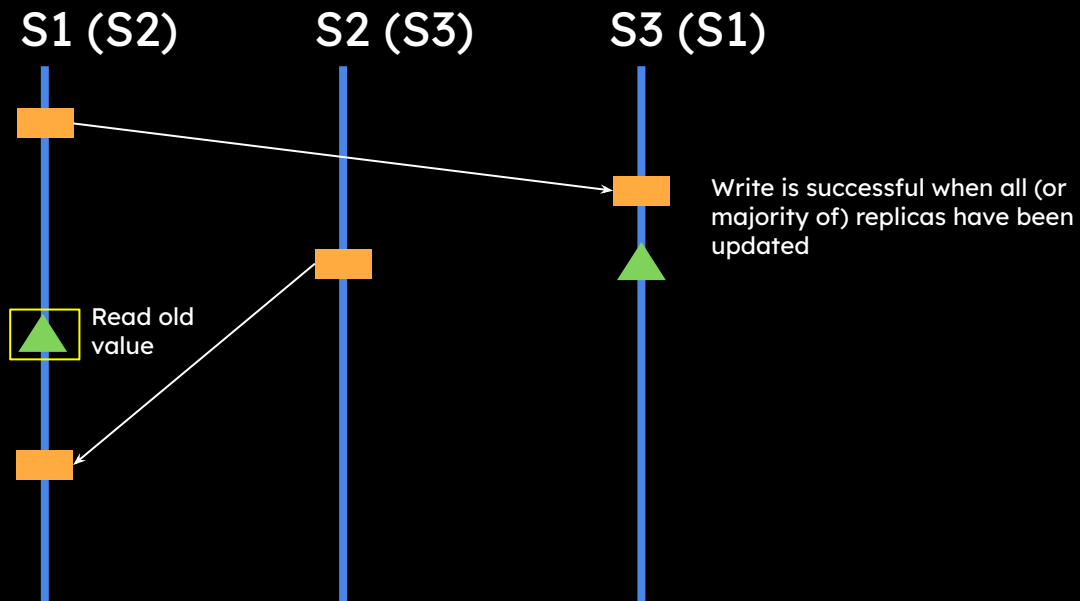 S1 (S2)
S2 (S3)
S3 (S1)
Write is successful when all (or
majority of) replicas have been
updated
Read old
value